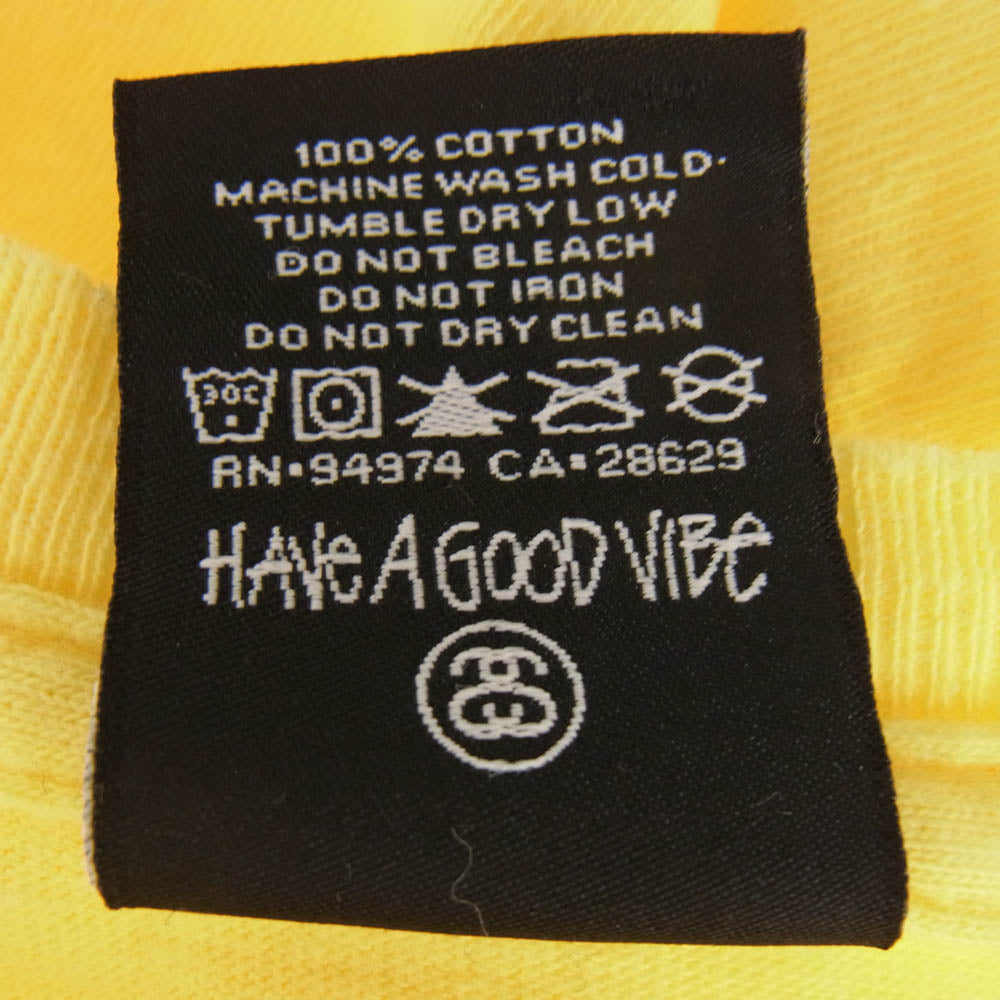 100% COTTON
MACHINE WASH COLD.
TUMBLE DRY LOW
DO NOT BLEACH
DO NOT IRON
DO NOT DRY CLEAN
30C
RN•94974 CA•28629
HAVE A GOOD VIBE